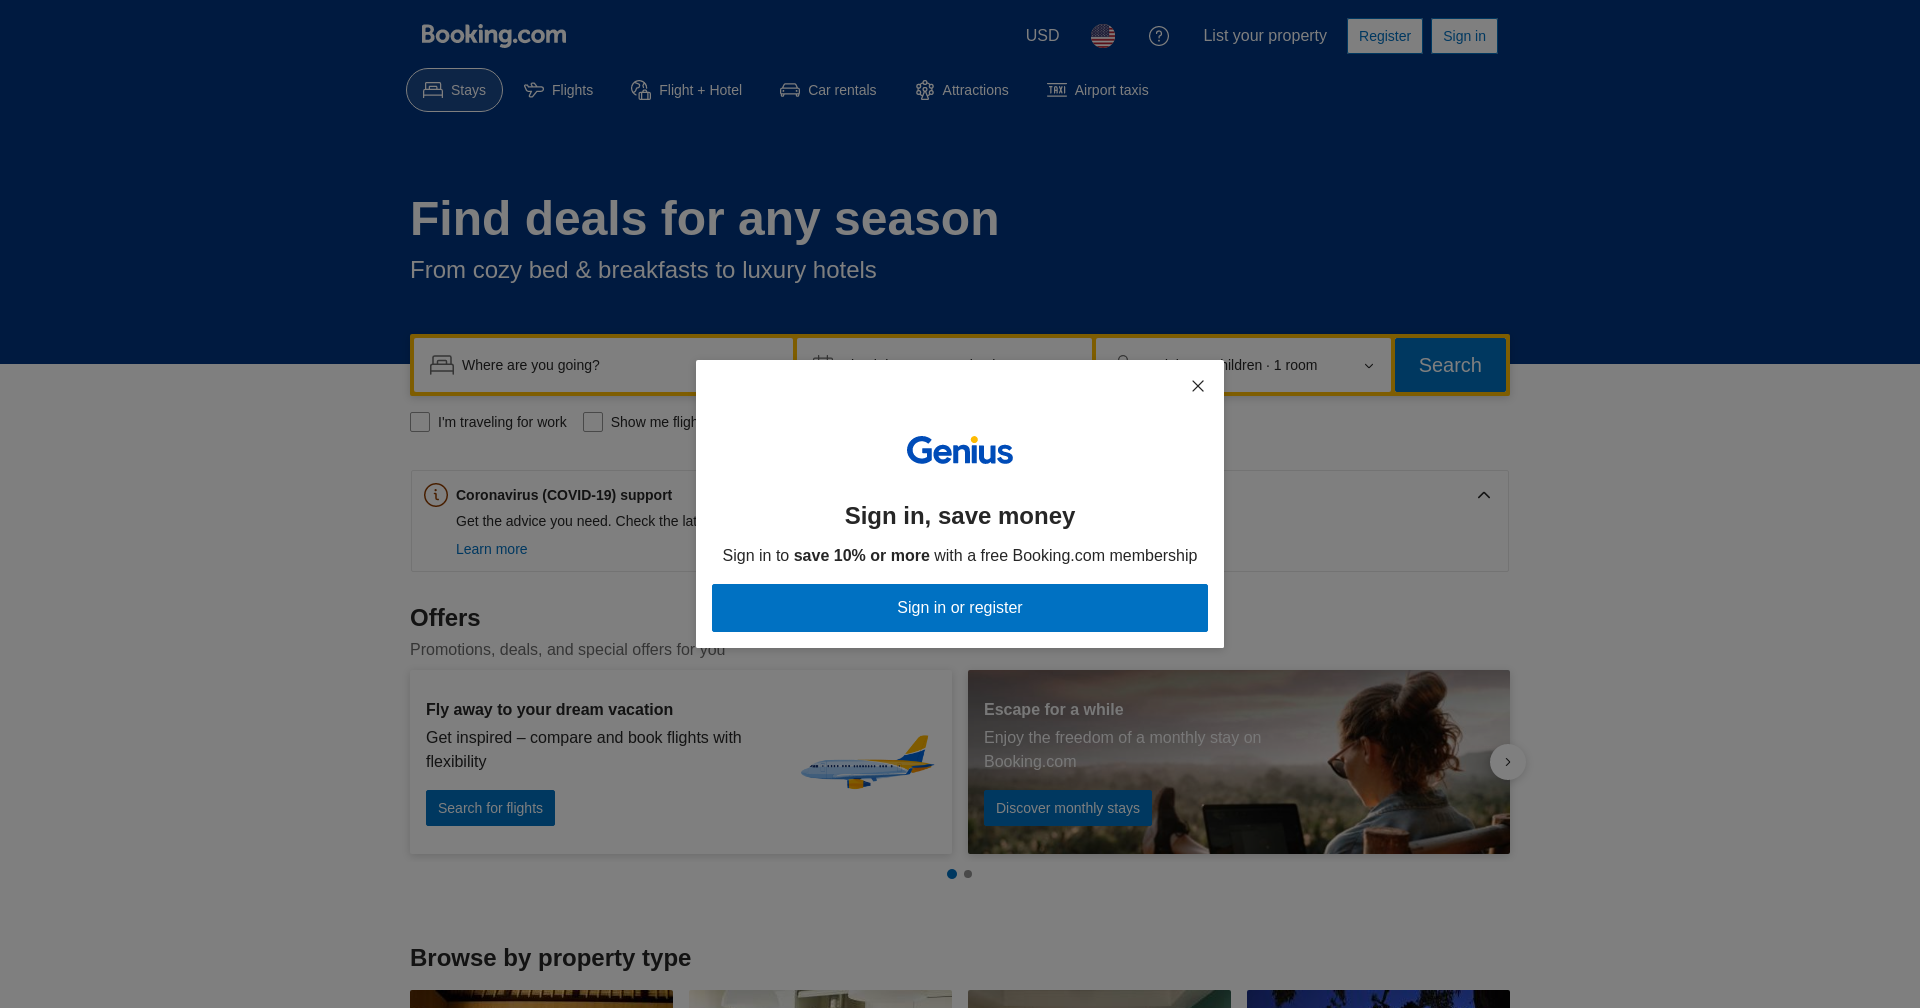 Booking.com
USD
List your property
Register
Sign in
Stays
Flights
Flight + Hotel
Car rentals
Attractions
TAXI
Airport taxis
Find deals for any season
From cozy bed & breakfasts to luxury hotels
Where are you going?
hildren · 1 room
Search
I'm traveling for work
Show me fligh
Genius
Sign in, save money
Sign in to save 10% or more with a free Booking.com membership
Sign in or register
Coronavirus (COVID-19) support
Get the advice you need. Check the lat
Learn more
Offers
Promotions, deals, and special offers for you
Fly away to your dream vacation
Get inspired – compare and book flights with
flexibility
Search for flights
Escape for a while
Enjoy the freedom of a monthly stay on
Booking.com
Discover monthly stays
Browse by property type